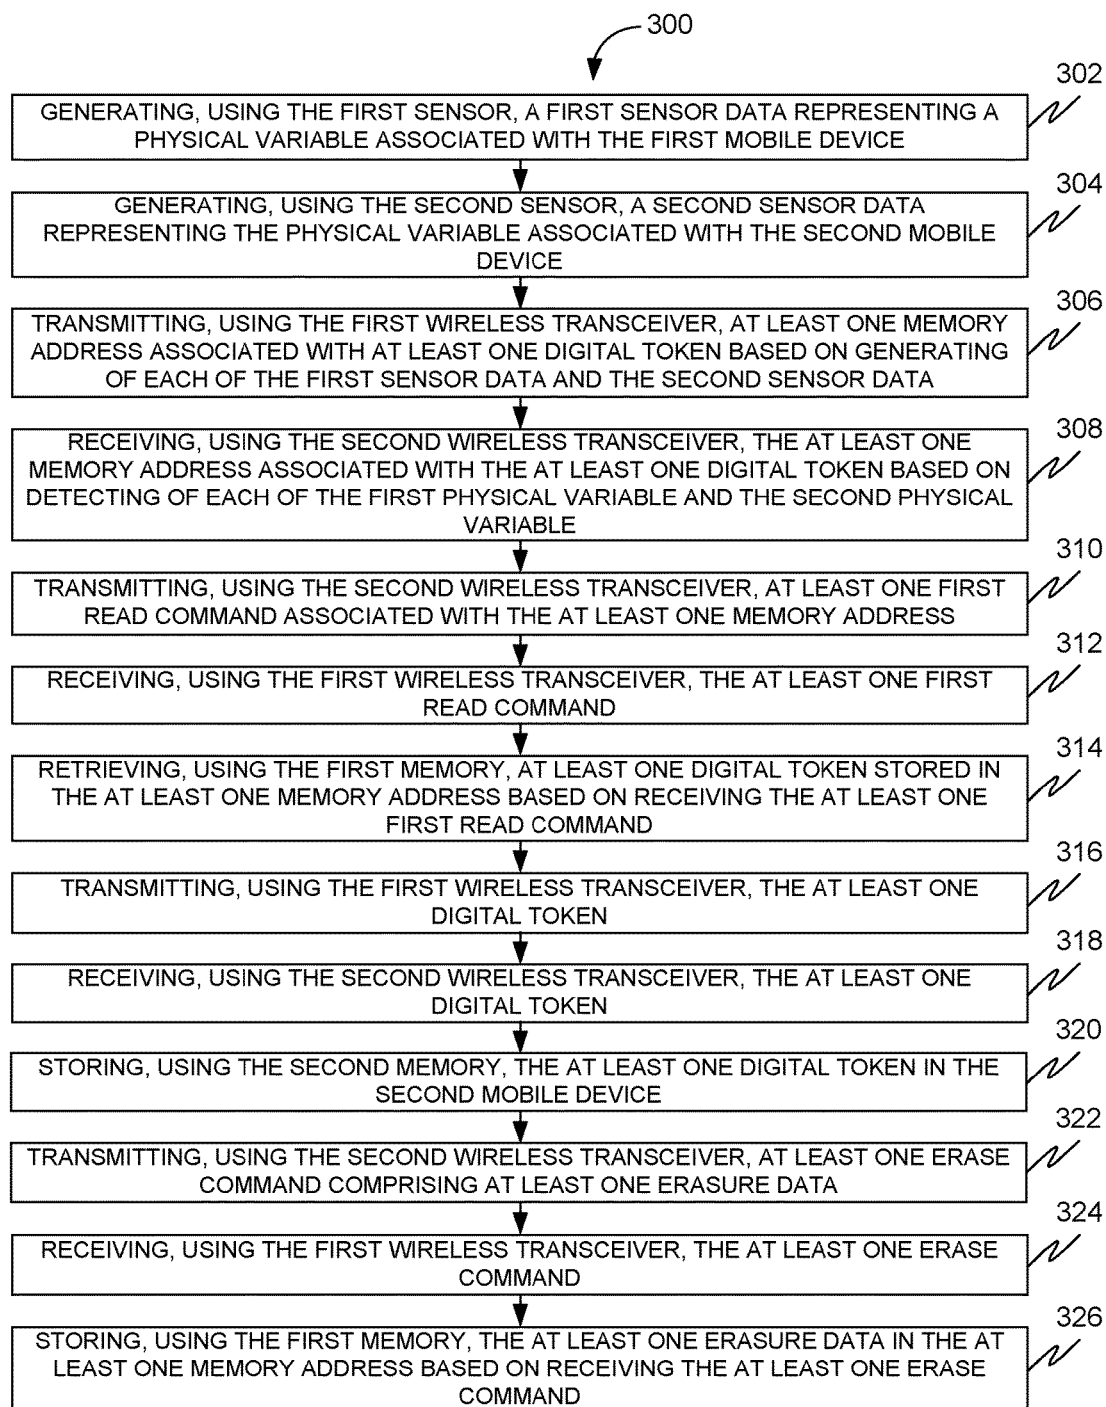 300
302
GENERATING, USING THE FIRST SENSOR, A FIRST SENSOR DATA REPRESENTING A
PHYSICAL VARIABLE ASSOCIATED WITH THE FIRST MOBILE DEVICE
304
GENERATING, USING THE SECOND SENSOR, A SECOND SENSOR DATA
REPRESENTING THE PHYSICAL VARIABLE ASSOCIATED WITH THE SECOND MOBILE
DEVICE
306
TRANSMITTING, USING THE FIRST WIRELESS TRANSCEIVER, AT LEAST ONE MEMORY
ADDRESS ASSOCIATED WITH AT LEAST ONE DIGITAL TOKEN BASED ON GENERATING
OF EACH OF THE FIRST SENSOR DATA AND THE SECOND SENSOR DATA
308
RECEIVING, USING THE SECOND WIRELESS TRANSCEIVER, THE AT LEAST ONE
MEMORY ADDRESS ASSOCIATED WITH THE AT LEAST ONE DIGITAL TOKEN BASED ON
DETECTING OF EACH OF THE FIRST PHYSICAL VARIABLE AND THE SECOND PHYSICAL
VARIABLE
310
TRANSMITTING, USING THE SECOND WIRELESS TRANSCEIVER, AT LEAST ONE FIRST
READ COMMAND ASSOCIATED WITH THE AT LEAST ONE MEMORY ADDRESS
312
RECEIVING, USING THE FIRST WIRELESS TRANSCEIVER, THE AT LEAST ONE FIRST
READ COMMAND
314
RETRIEVING, USING THE FIRST MEMORY, AT LEAST ONE DIGITAL TOKEN STORED IN
THE AT LEAST ONE MEMORY ADDRESS BASED ON RECEIVING THE AT LEAST ONE
FIRST READ COMMAND
316
TRANSMITTING, USING THE FIRST WIRELESS TRANSCEIVER, THE AT LEAST ONE
DIGITAL TOKEN
318
RECEIVING, USING THE SECOND WIRELESS TRANSCEIVER, THE AT LEAST ONE
DIGITAL TOKEN
320
STORING, USING THE SECOND MEMORY, THE AT LEAST ONE DIGITAL TOKEN IN THE
SECOND MOBILE DEVICE
322
TRANSMITTING, USING THE SECOND WIRELESS TRANSCEIVER, AT LEAST ONE ERASE
COMMAND COMPRISING AT LEAST ONE ERASURE DATA
324
RECEIVING, USING THE FIRST WIRELESS TRANSCEIVER, THE AT LEAST ONE ERASE
COMMAND
326
STORING, USING THE FIRST MEMORY, THE AT LEAST ONE ERASURE DATA IN THE AT
LEAST ONE MEMORY ADDRESS BASED ON RECEIVING THE AT LEAST ONE ERASE
COMMAND